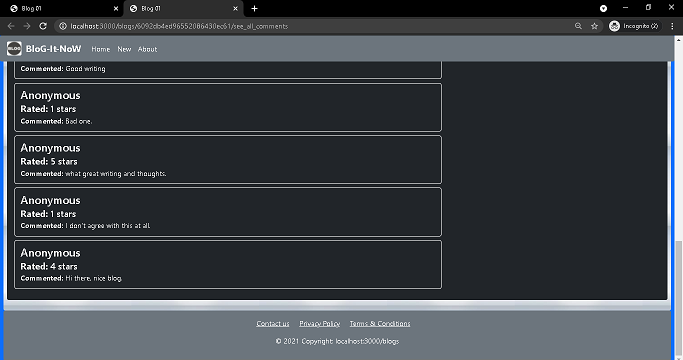 Blog 01
Blog 01
localhost:3000/blogs/6092db4ed96552086430ec61/see_all_comments
Incognito (2)
BLOG
BloG-It-NoW Home New About
Commented: Good writing
Anonymous
Rated: 1 stars
Commented: Bad one.
Anonymous
Rated: 5 stars
Commented: what great writing and thoughts.
Anonymous
Rated: 1 stars
Commented: I don't agree with this at all.
Anonymous
Rated: 4 stars
Commented: Hi there, nice blog.
Contact us Privacy Policy Terms & Conditions
© 2021 Copyright: localhost:3000/blogs